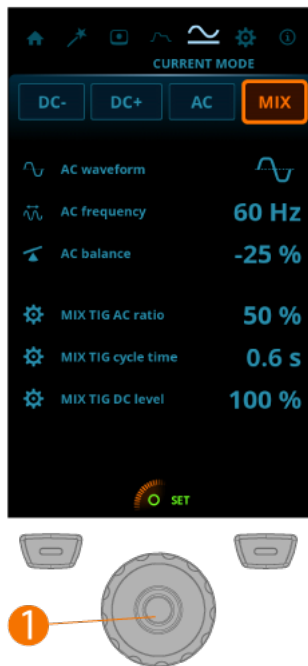 CURRENT MODE
DC- DC+ AC MIX
AC waveform
AC frequency 60 Hz
AC balance -25 %
MIX TIG AC ratio 50 %
MIX TIG cycle time 0.6 s
MIX TIG DC level 100 %
SET
1